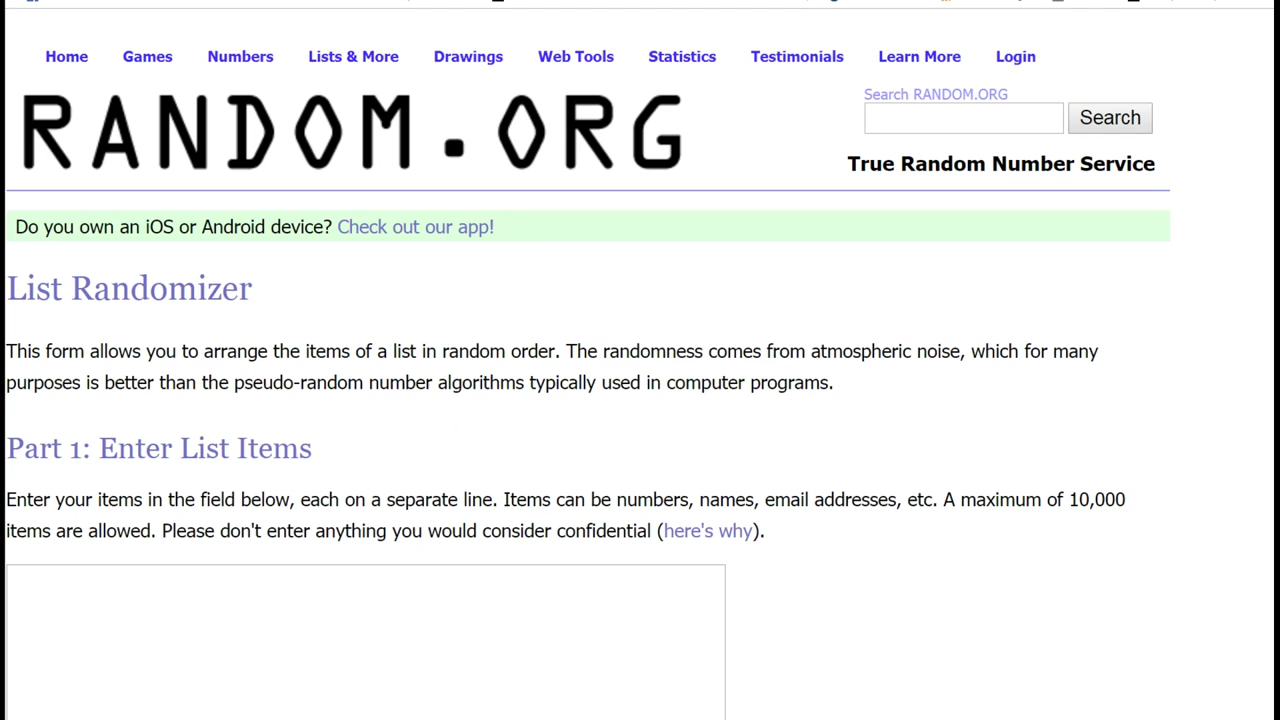 Home Games Numbers Lists & More Drawings Web Tools Statistics Testimonials Learn More Login
RANDOM.ORG
Search RANDOM.ORG
Search
True Random Number Service
Do you own an iOS or Android device? Check out our app!
List Randomizer
This form allows you to arrange the items of a list in random order. The randomness comes from atmospheric noise, which for many
purposes is better than the pseudo-random number algorithms typically used in computer programs.
Part 1: Enter List Items
Enter your items in the field below, each on a separate line. Items can be numbers, names, email addresses, etc. A maximum of 10,000
items are allowed. Please don't enter anything you would consider confidential (here's why).